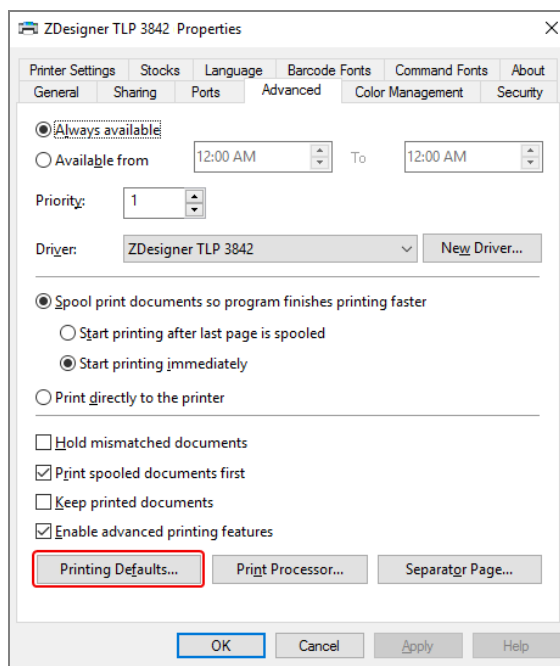 ZDesigner TLP 3842 Properties
Printer Settings Stocks Language Barcode Fonts Command Fonts About
General Sharing Ports Advanced Color Management Security
Always available
Available from 12:00 AM To 12:00 AM
Priority: 1
Driver: ZDesigner TLP 3842 New Driver...
Spool print documents so program finishes printing faster
Start printing after last page is spooled
Start printing immediately
Print directly to the printer
Hold mismatched documents
Print spooled documents first
Keep printed documents
Enable advanced printing features
Printing Defaults... Print Processor... Separator Page...
OK Cancel Apply Help